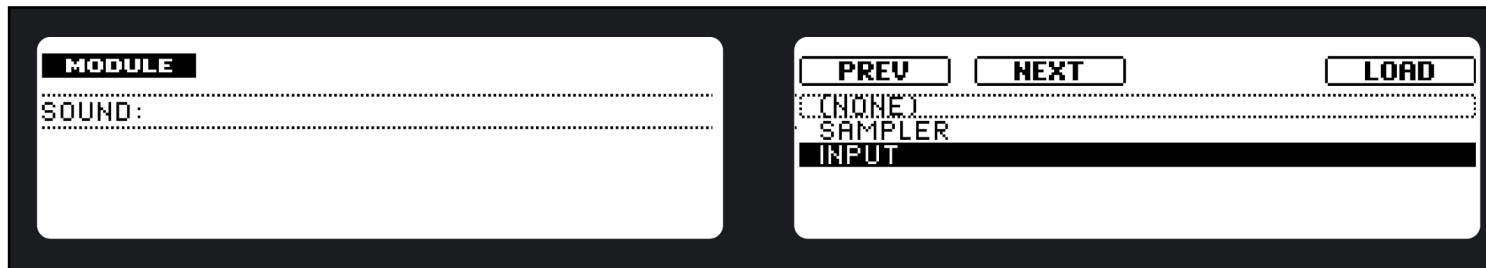 MODULE
SOUND:
PREV NEXT LOAD
(NONE)
SAMPLER
INPUT